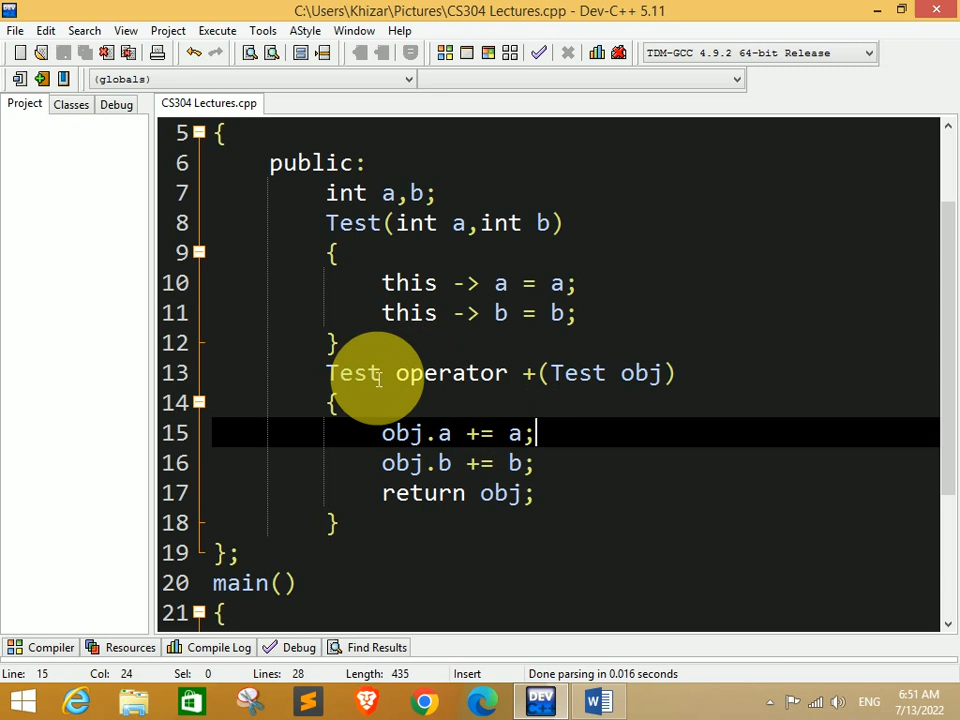 C:\Users\Khizar\Pictures\CS304 Lectures.cpp - Dev-C++ 5.11
File Edit Search View Project Execute Tools AStyle Window Help
TDM-GCC 4.9.2 64-bit Release
(globals)
Project Classes Debug CS304 Lectures.cpp
5 {
6 public:
7 int a,b;
8 Test(int a,int b)
9 {
10 this -> a = a;
11 this -> b = b;
12 }
13 Test operator +(Test obj)
14 {
15 obj.a += a;
16 obj.b += b;
17 return obj;
18 }
19 };
20 main()
21 {
Compiler Resources Compile Log Debug Find Results
Line: 15 Col: 24 Sel: 0 Lines: 28 Length: 435 Insert Done parsing in 0.016 seconds
DEV C++ W ENG 6:51 AM
7/13/2022